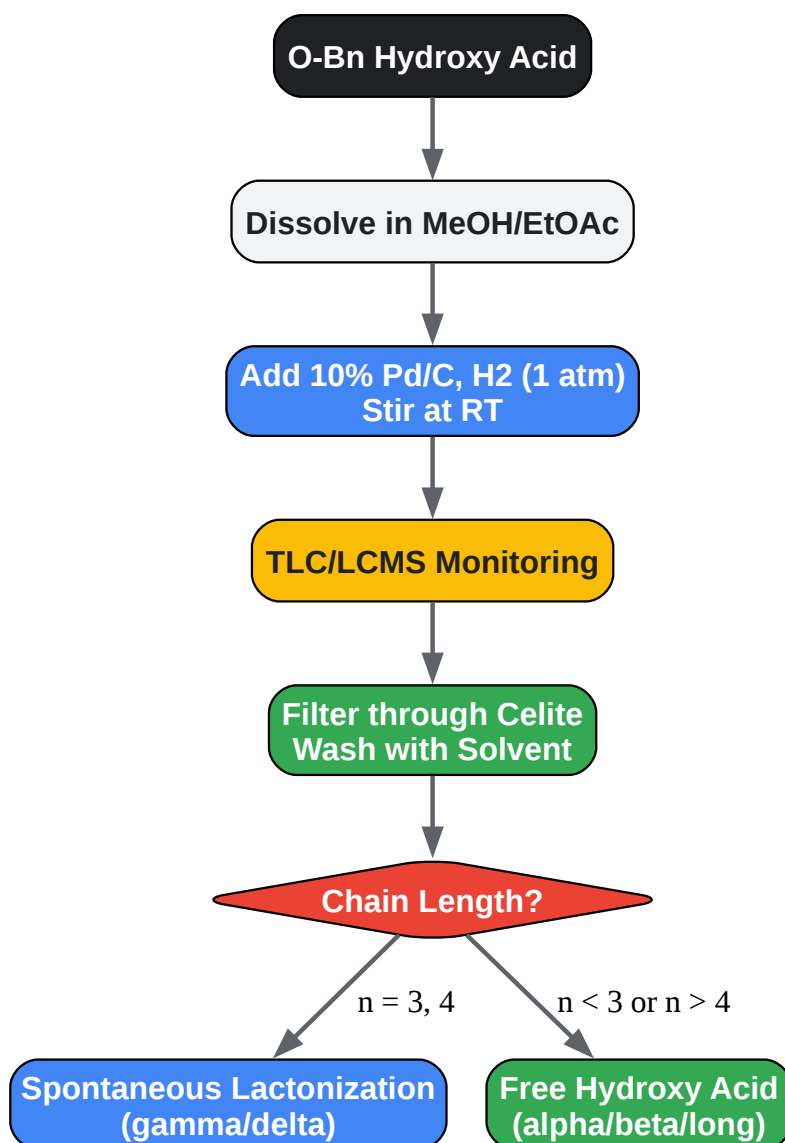 O-Bn Hydroxy Acid
Dissolve in MeOH/EtOAc
Add 10% Pd/C, H2 (1 atm)
Stir at RT
TLC/LCMS Monitoring
Filter through Celite
Wash with Solvent
Chain Length?
n = 3, 4
n < 3 or n > 4
Spontaneous Lactonization
(gamma/delta)
Free Hydroxy Acid
(alpha/beta/long)